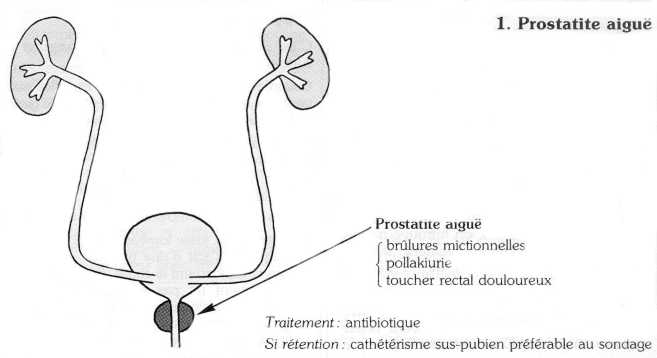 1. Prostatite aiguë
Prostatite aiguë
brûlures mictionnelles
pollakiurie
toucher rectal douloureux
Traitement : antibiotique
Si rétention : cathétérisme sus-pubien préférable au sondage